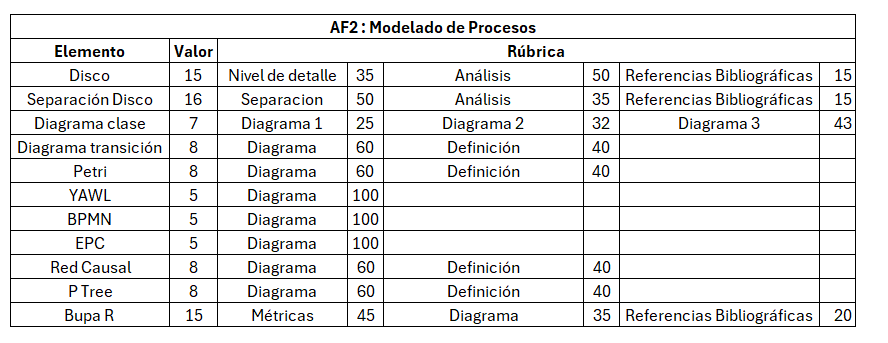 AF2 : Modelado de Procesos
Elemento Valor Rúbrica
Disco 15 Nivel de detalle 35 Análisis 50 Referencias Bibliográficas 15
Separación Disco 16 Separacion 50 Análisis 35 Referencias Bibliográficas 15
Diagrama clase 7 Diagrama 1 25 Diagrama 2 32 Diagrama 3 43
Diagrama transición 8 Diagrama 60 Definición 40
Petri 8 Diagrama 60 Definición 40
YAWL 5 Diagrama 100
BPMN 5 Diagrama 100
EPC 5 Diagrama 100
Red Causal 8 Diagrama 60 Definición 40
P Tree 8 Diagrama 60 Definición 40
Bupa R 15 Métricas 45 Diagrama 35 Referencias Bibliográficas 20